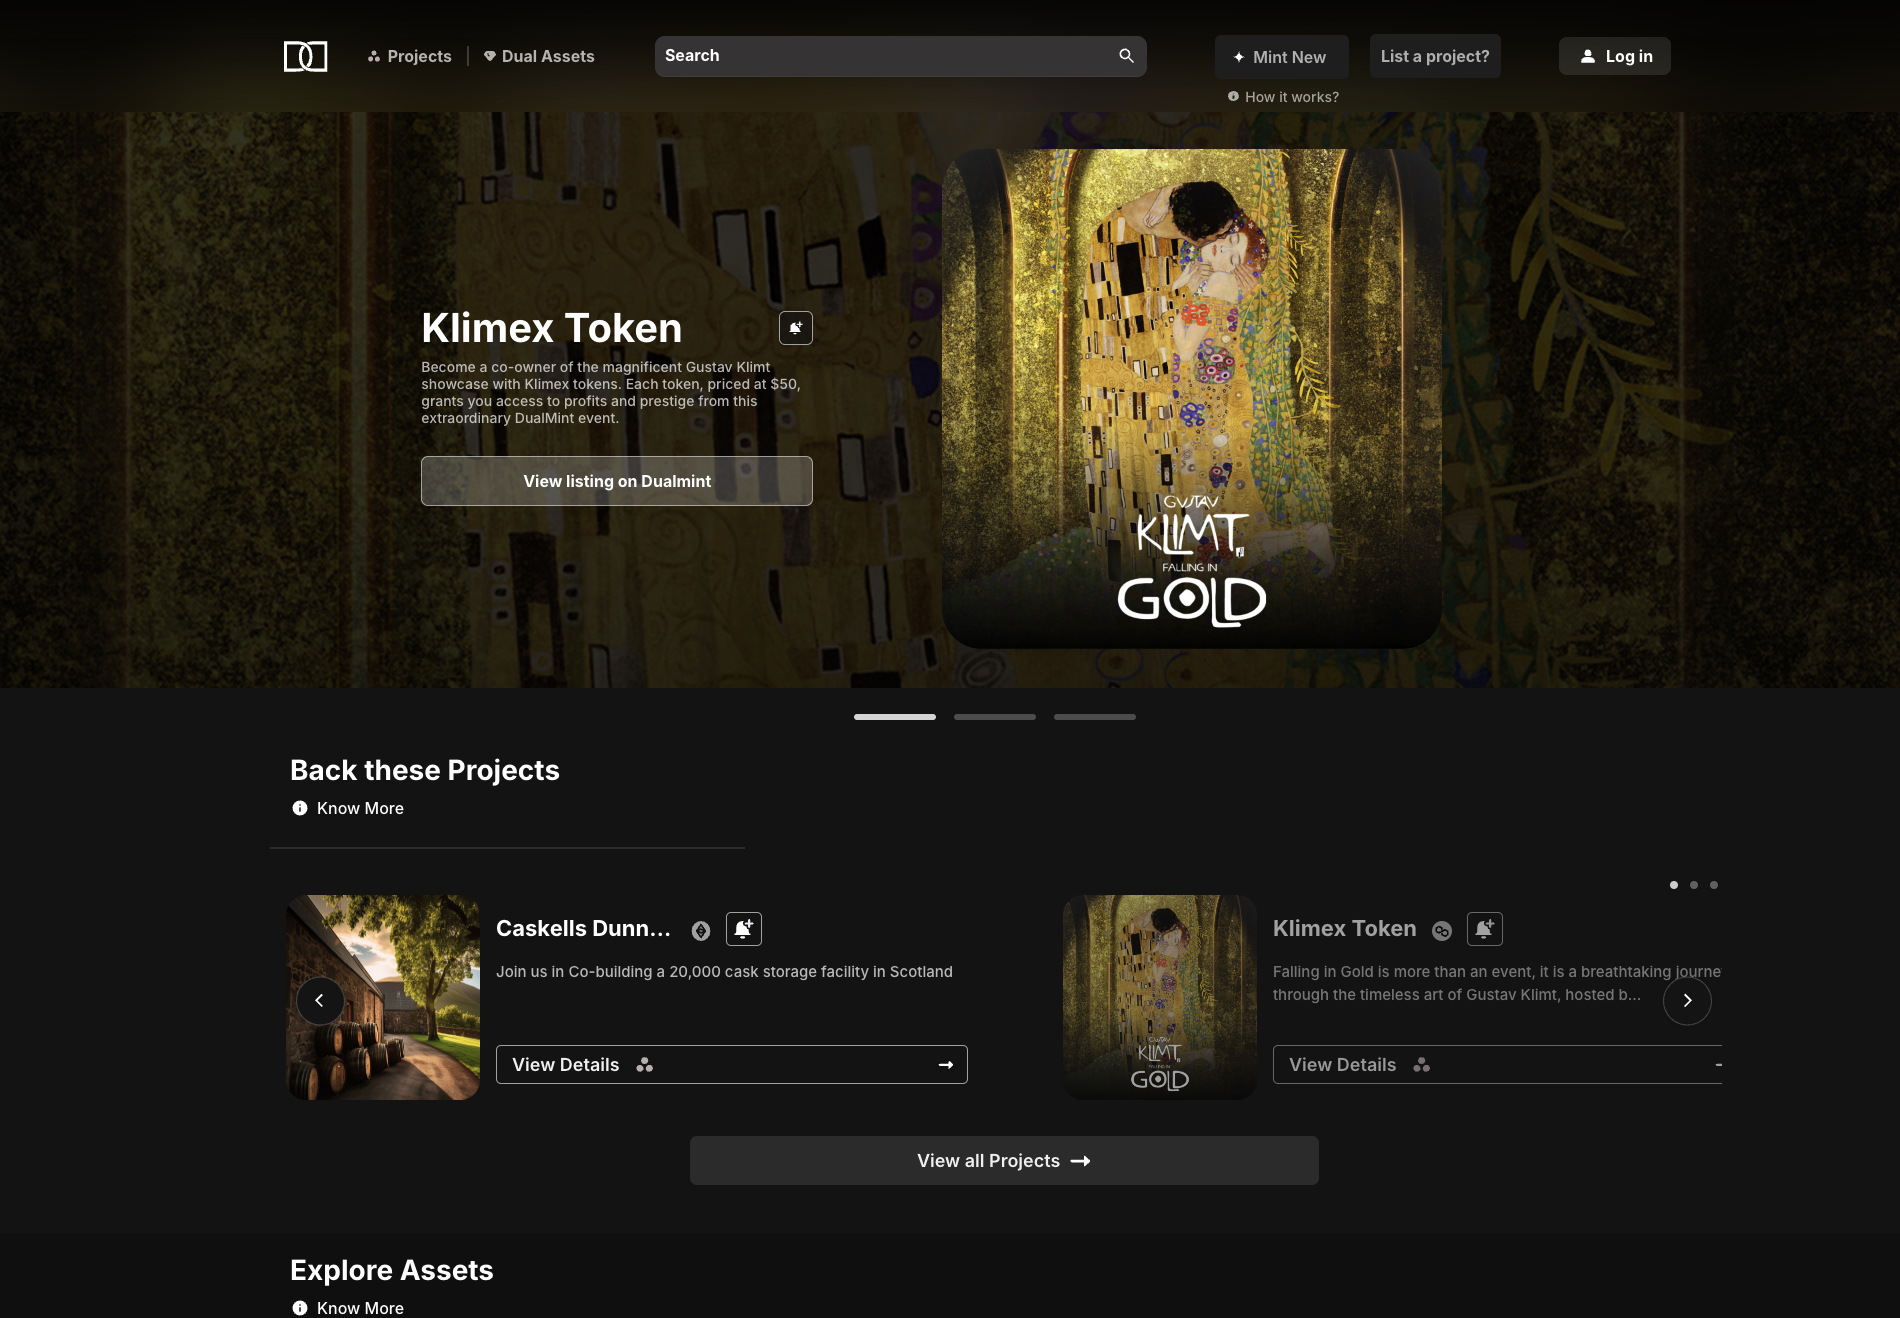 Projects
Dual Assets
Search
Mint New
List a project?
Log in
How it works?
Klimex Token
Become a co-owner of the magnificent Gustav Klimt
showcase with Klimex tokens. Each token, priced at $50,
grants you access to profits and prestige from this
extraordinary DualMint event.
View listing on Dualmint
GUSTAV
KLIMT
FALLING IN
GOLD
Back these Projects
Know More
Caskells Dunn...
Join us in Co-building a 20,000 cask storage facility in Scotland
View Details
GUSTAV
KLIMT
FALLING IN
GOLD
Klimex Token
Falling in Gold is more than an event, it is a breathtaking journe
through the timeless art of Gustav Klimt, hosted b...
View Details
View all Projects
Explore Assets
Know More